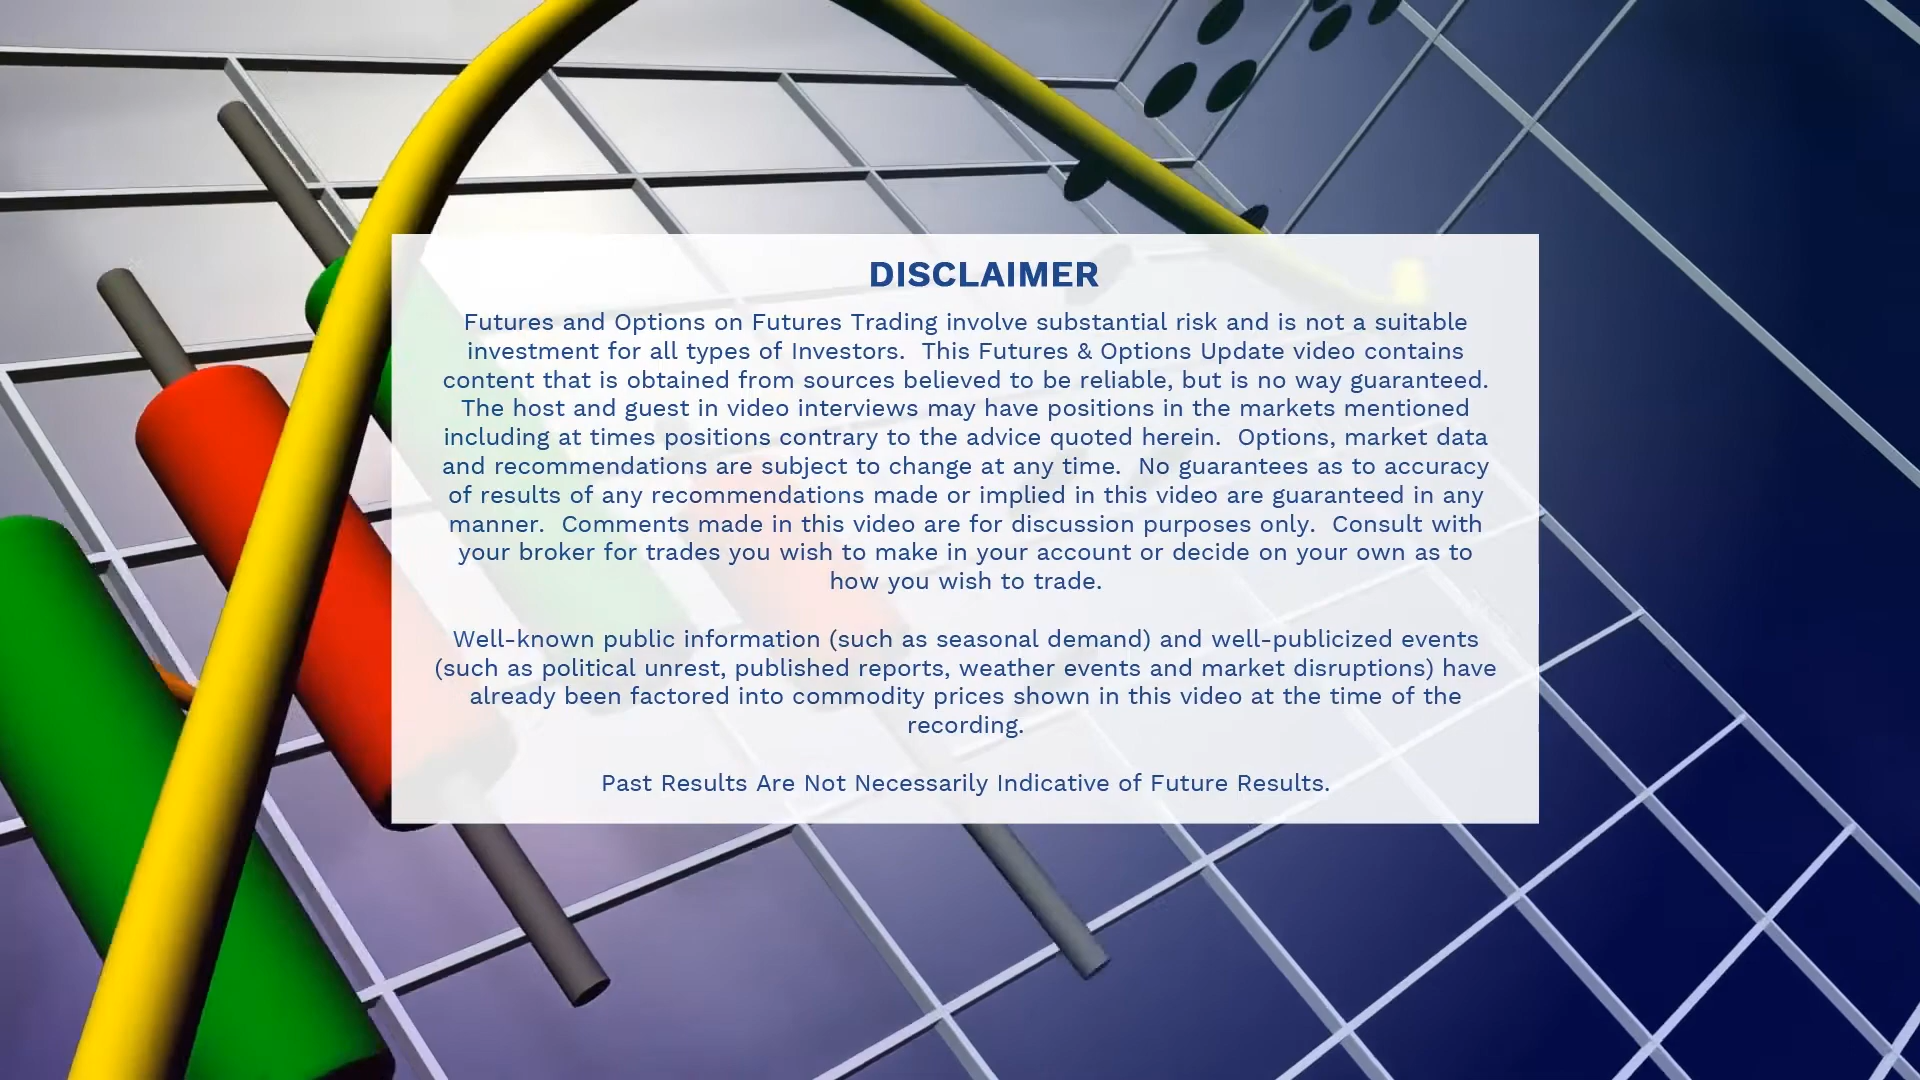 DISCLAIMER
Futures and Options on Futures Trading involve substantial risk and is not a suitable
investment for all types of Investors.  This Futures & Options Update video contains
content that is obtained from sources believed to be reliable, but is no way guaranteed.
The host and guest in video interviews may have positions in the markets mentioned
including at times positions contrary to the advice quoted herein.  Options, market data
and recommendations are subject to change at any time.  No guarantees as to accuracy
of results of any recommendations made or implied in this video are guaranteed in any
manner.  Comments made in this video are for discussion purposes only.  Consult with
your broker for trades you wish to make in your account or decide on your own as to
how you wish to trade.
Well-known public information (such as seasonal demand) and well-publicized events
(such as political unrest, published reports, weather events and market disruptions) have
already been factored into commodity prices shown in this video at the time of the
recording.
Past Results Are Not Necessarily Indicative of Future Results.